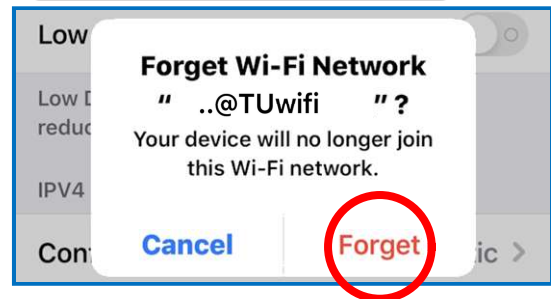 Low
Forget Wi-Fi Network
" ..@TUwifi "?
Low
reduc
Your device will no longer join
this Wi-Fi network.
IPV4
Cancel
Forget
Con
ic >